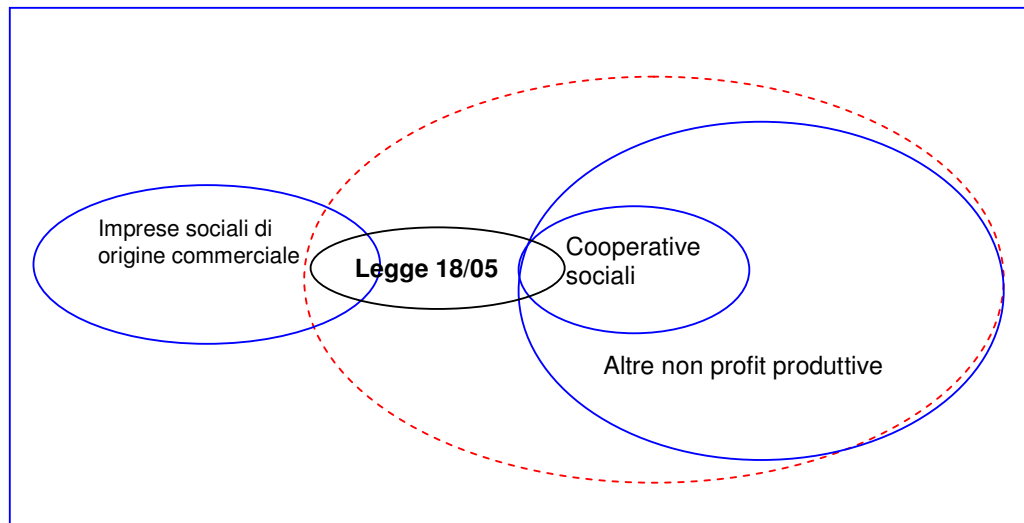 Imprese sociali di
origine commerciale
Legge 18/05
Cooperative
sociali
Altre non profit produttive